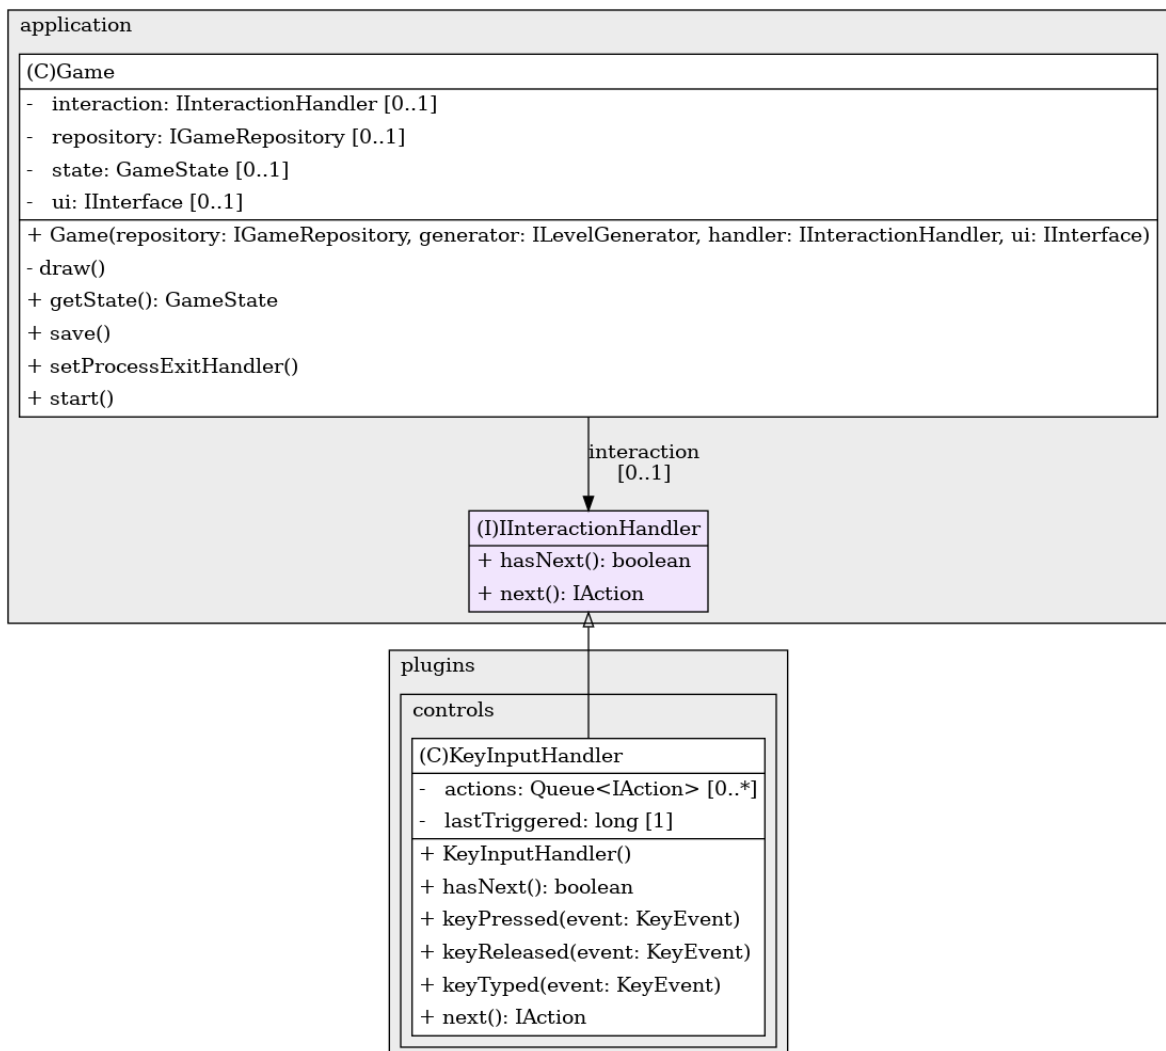 application
(C)Game
- interaction: IInteractionHandler [0..1]
- repository: IGameRepository [0..1]
- state: GameState [0..1]
- ui: IInterface [0..1]
+ Game(repository: IGameRepository, generator: ILevelGenerator, handler: IInteractionHandler, ui: IInterface)
- draw()
+ getState(): GameState
+ save()
+ setProcessExitHandler()
+ start()
interaction
[0..1]
(I)IInteractionHandler
+ hasNext(): boolean
+ next(): IAction
plugins
controls
(C)KeyInputHandler
- actions: Queue<IAction> [0..*]
- lastTriggered: long [1]
+ KeyInputHandler()
+ hasNext(): boolean
+ keyPressed(event: KeyEvent)
+ keyReleased(event: KeyEvent)
+ keyTyped(event: KeyEvent)
+ next(): IAction